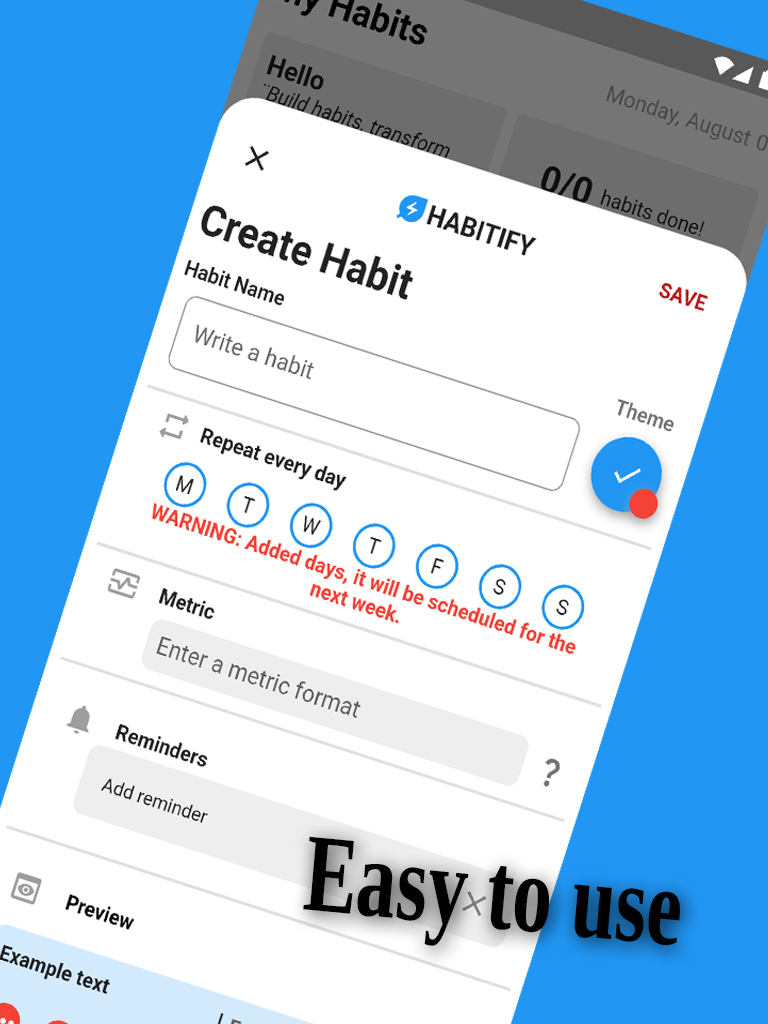 Habits
Monday, August
Hello
"Build habits, transform
0/0 habits done!
HABITIFY
Create Habit
SAVE
Habit Name
Write a habit
Theme
Repeat every day
M T W T F S S
WARNING: Added days, it will be scheduled for the
next week.
Metric
Enter a metric format
?
Reminders
Add reminder
Easy to use
Preview
Example text